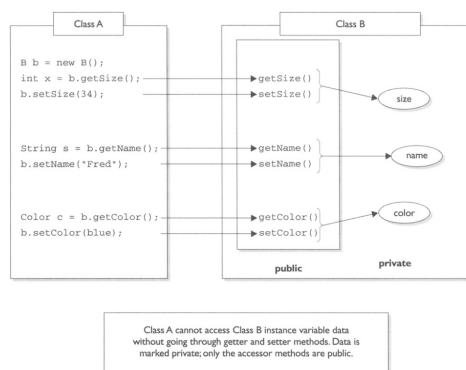 Class A
B b = new B();
int x = b.getSize();
b.setSize(34);
String s = b.getName();
b.setName("Fred");
Color c = b.getColor();
b.setColor(blue);
Class B
getSize()
setSize()
getName()
setName()
getColor()
setColor()
public
size
name
color
private
Class A cannot access Class B instance variable data
without going through getter and setter methods. Data is
marked private; only the accessor methods are public.